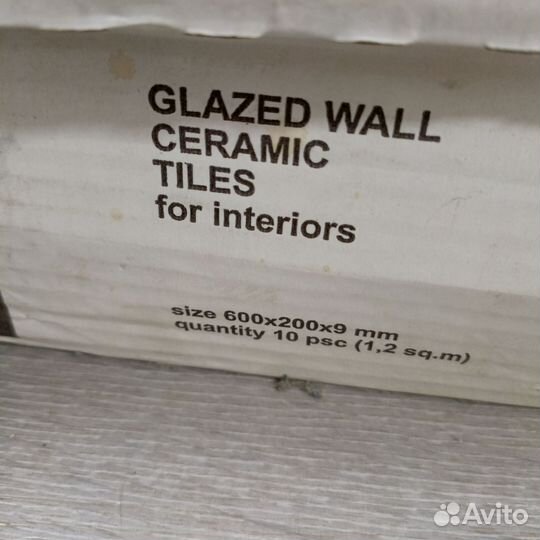 GLAZED WALL
CERAMIC
TILES
for interiors
size 600x200x9 mm
quantity 10 psc (1,2 sq.m)
Avito